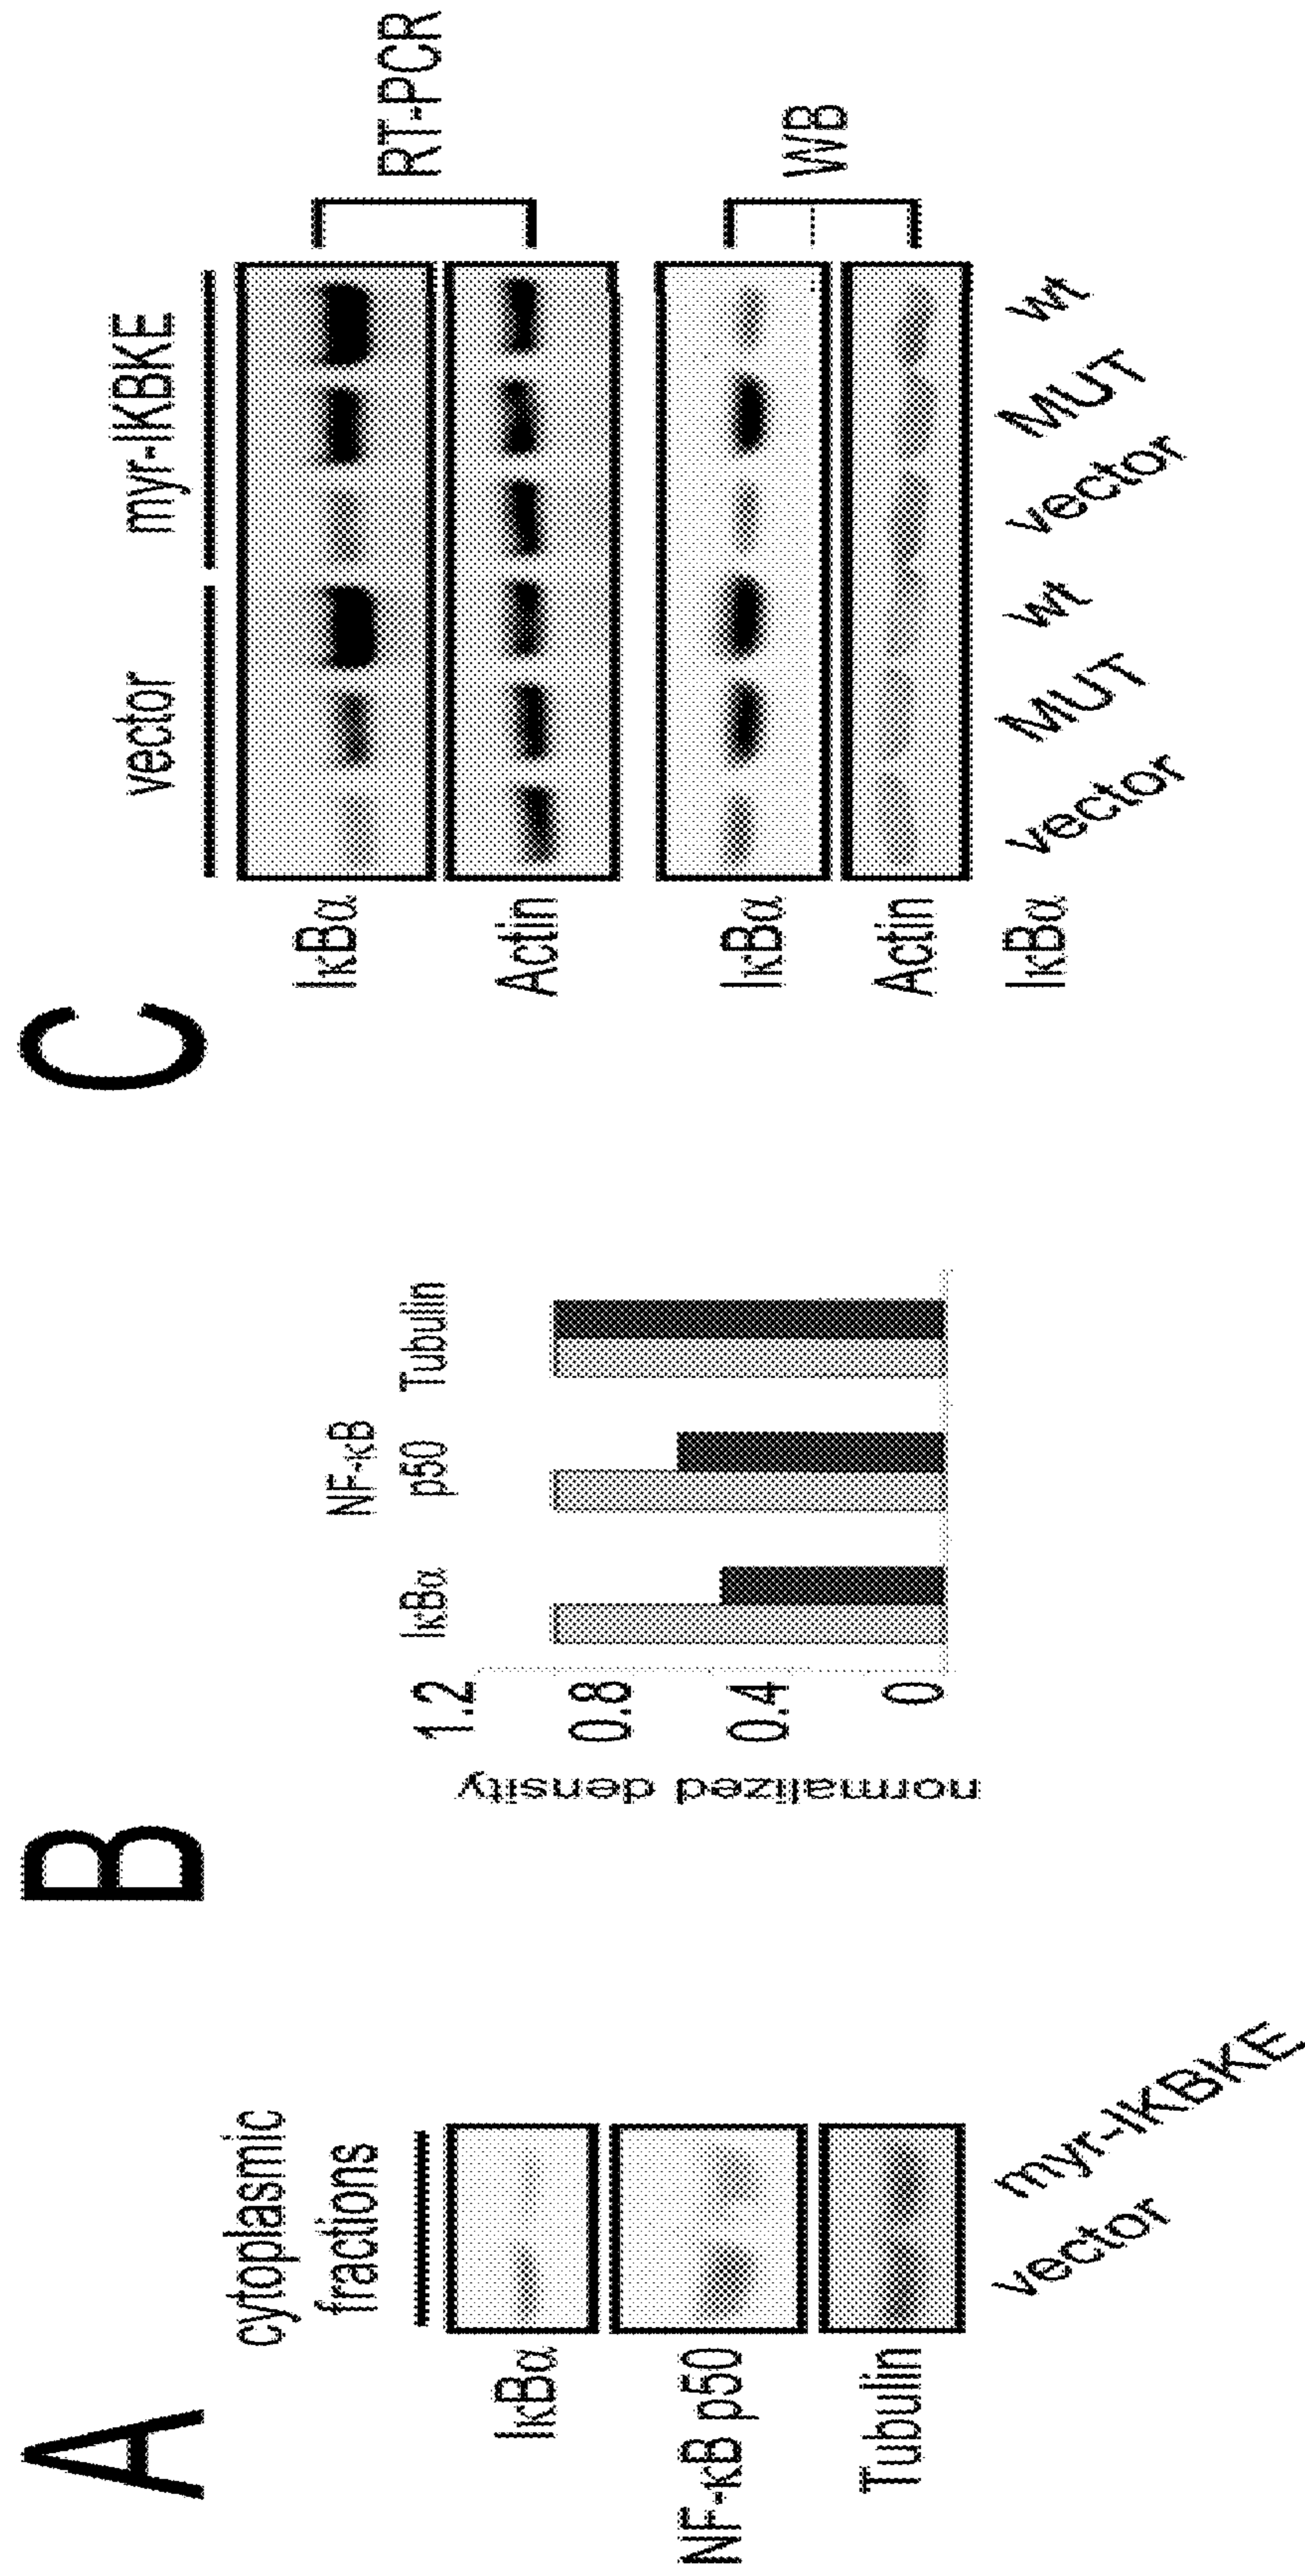 A
cytoplasmic
fractions
IκBα
NF-κB p50
Tubulin
vector
myr-IKBKE
B
NF-κB
IκBα
p50
Tubulin
normalized density
1.2
0.8
0.4
0
C
vector
myr-IKBKE
IκBα
Actin
RT-PCR
IκBα
Actin
WB
IκBα
vector
MUT
wt
vector
MUT
wt